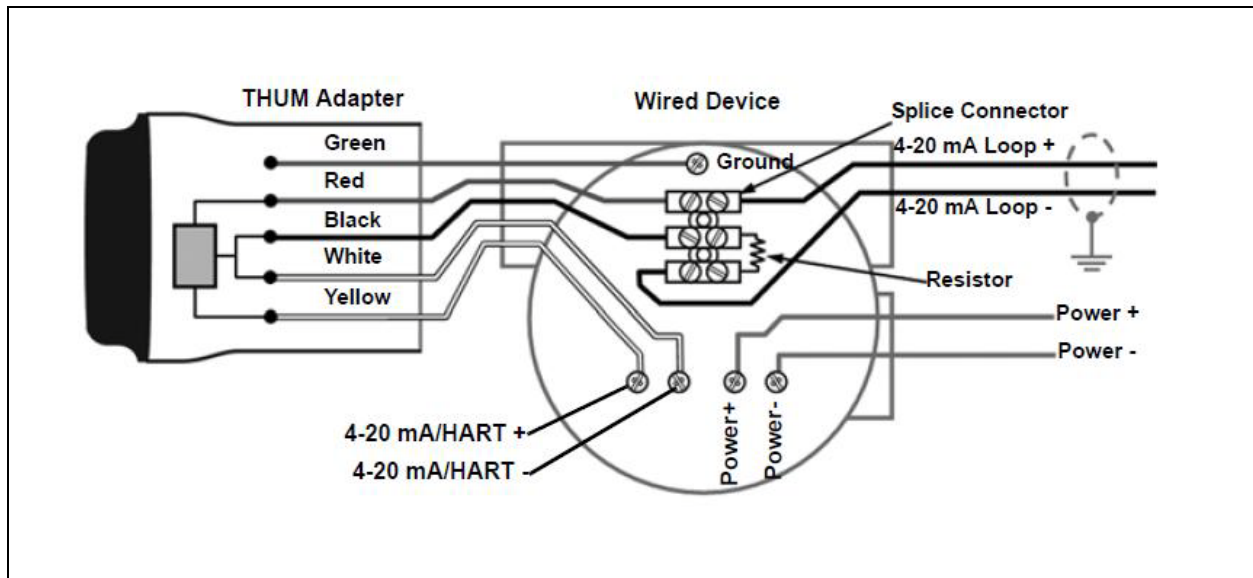 THUM Adapter
Wired Device
Splice Connector
Green
Ground
4-20 mA Loop +
Red
Black
4-20 mA Loop -
White
Resistor
Yellow
Power +
Power -
4-20 mA/HART +
4-20 mA/HART -
Power+
Power-